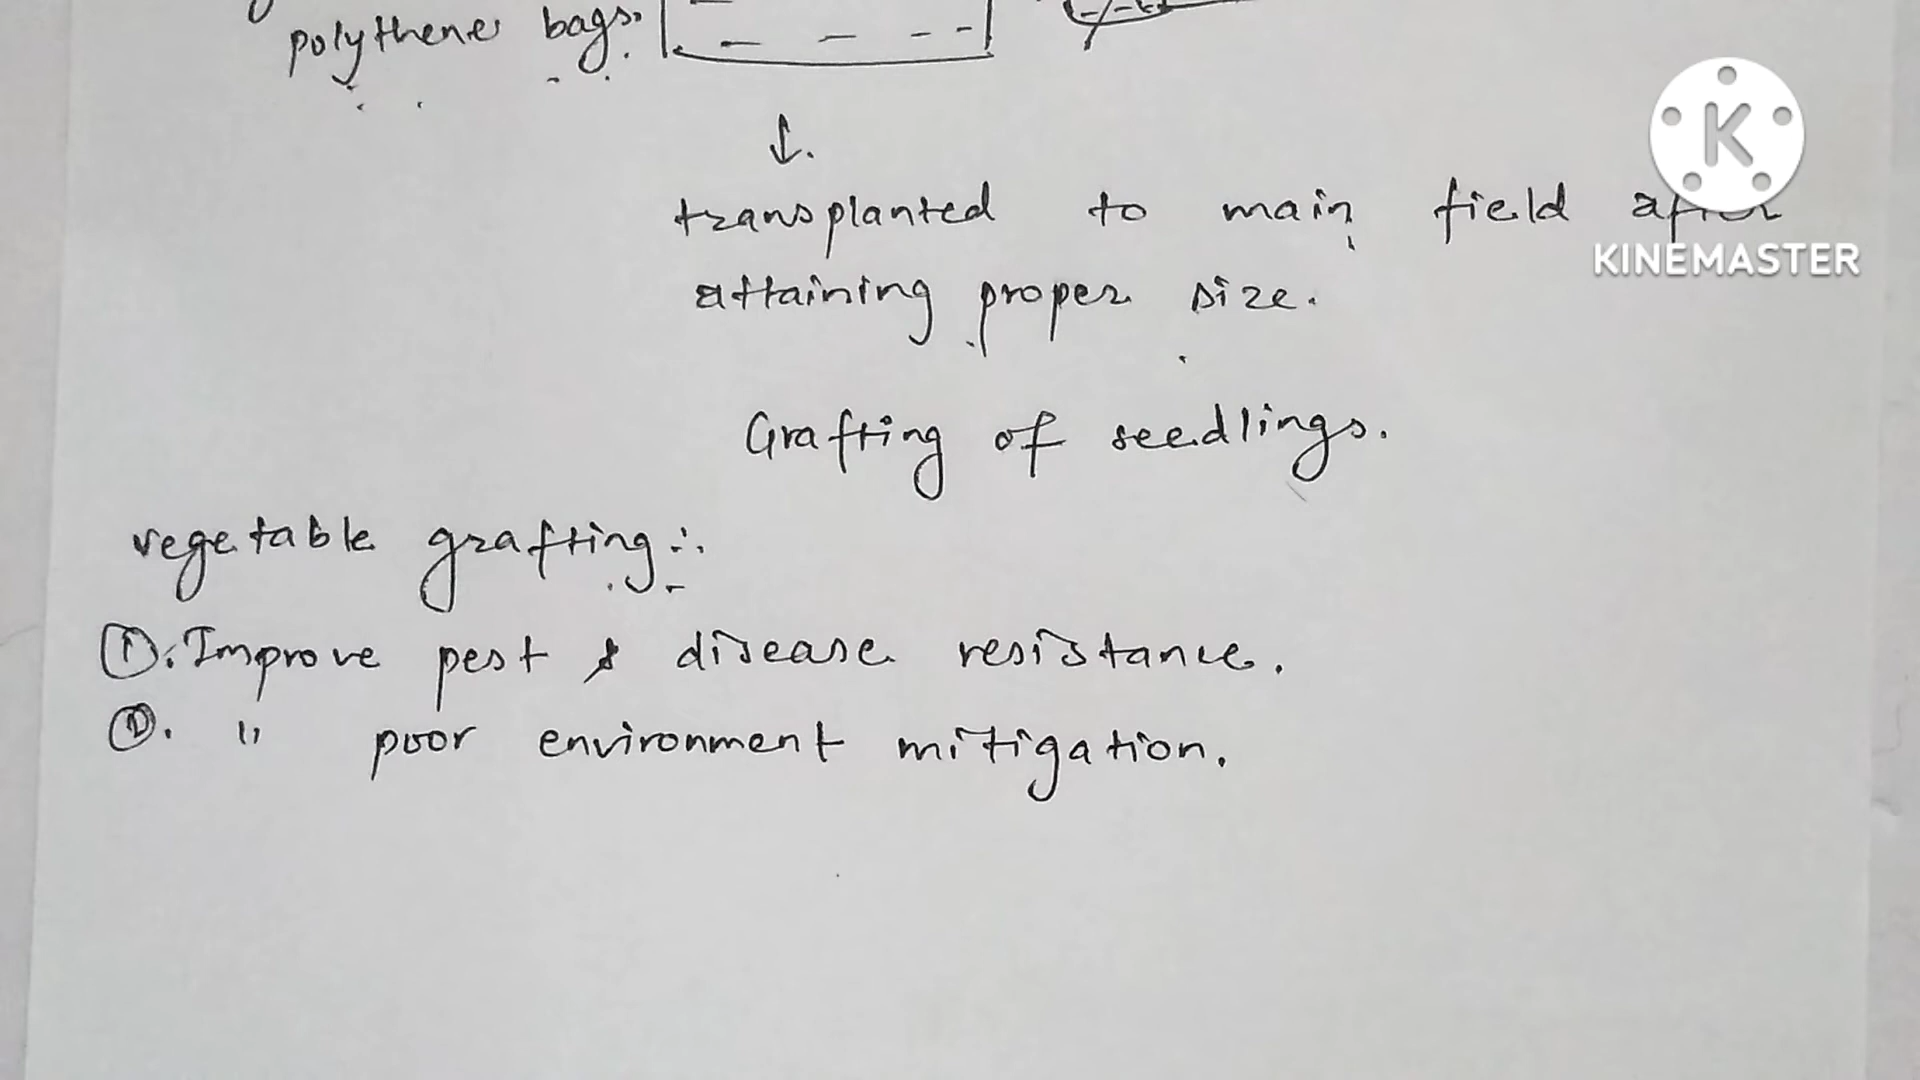 polythene bags.
↓.
transplanted to main field after
attaining proper size.
Grafting of seedlings.
vegetable grafting:-
①. Improve pest & disease resistance.
②. " poor environment mitigation.
K
KINEMASTER